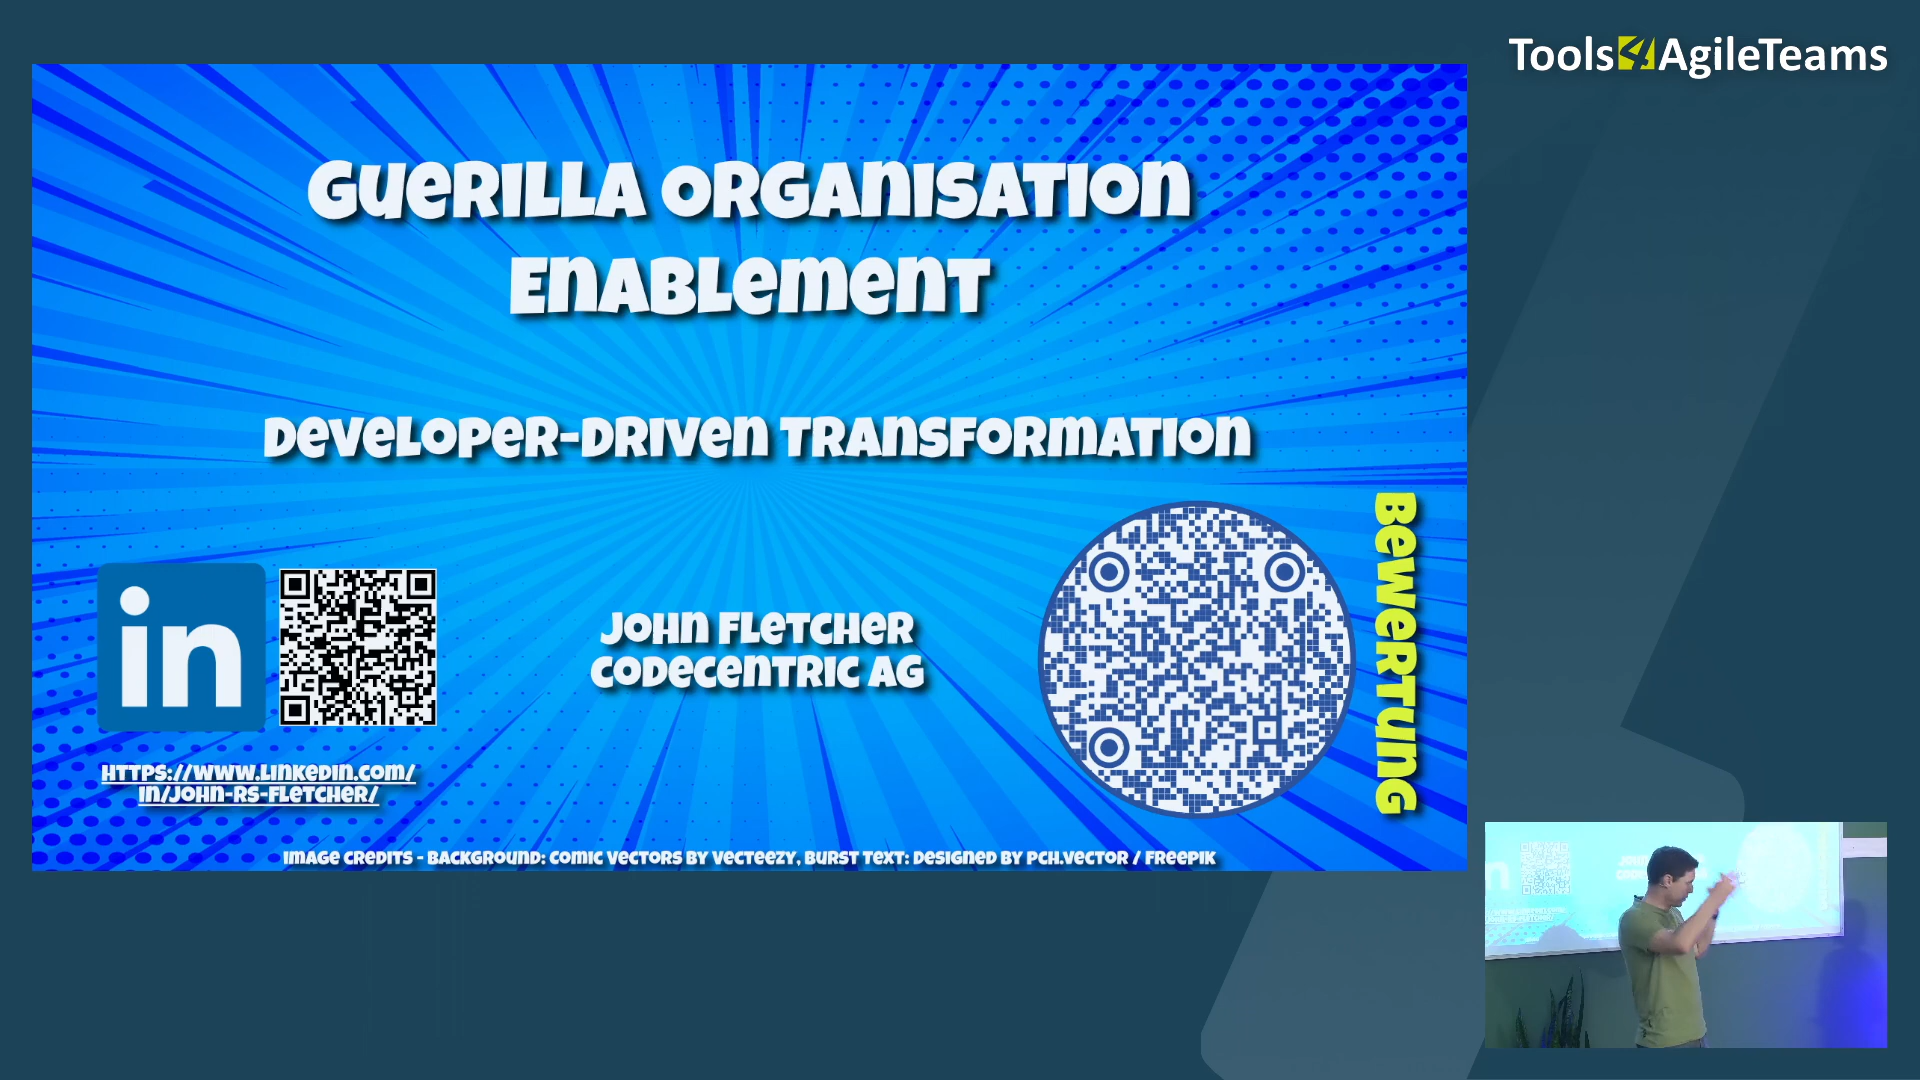 Tools4AgileTeams
Guerilla Organisation
Enablement
Developer-Driven Transformation
Bewertung
in
John Fletcher
codecentric AG
https://www.linkedin.com/
in/john-rs-fletcher/
Image credits - Background: Comic Vectors by Vecteezy, Burst text: Designed by pch.vector / Freepik